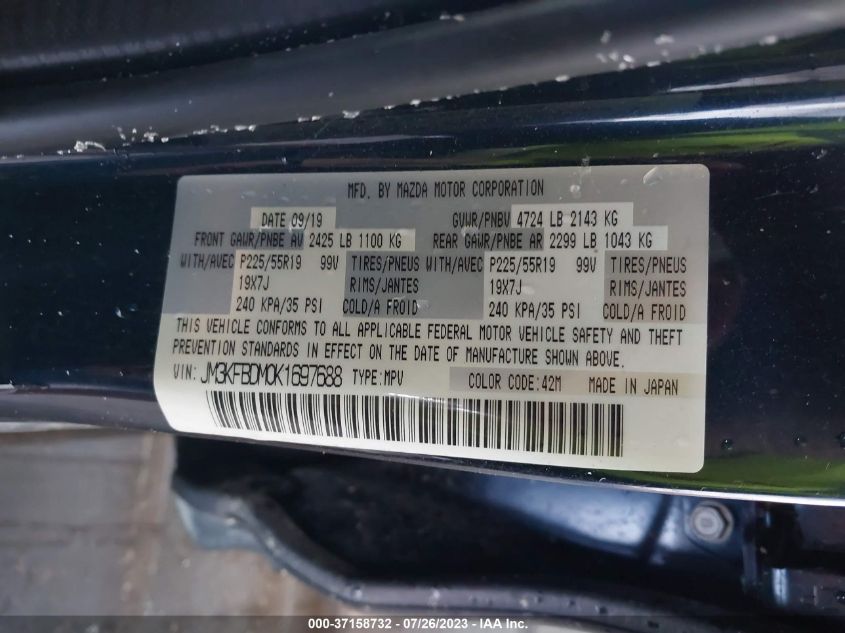 MFD. BY MAZDA MOTOR CORPORATION
DATE 09/19 GVWR/PNBV 4724 LB 2143 KG
FRONT GAWR/PNBE AV 2425 LB 1100 KG REAR GAWR/PNBE AR 2299 LB 1043 KG
WITH/AVEC P225/55R19 99V TIRES/PNEUS WITH/AVEC P225/55R19 99V TIRES/PNEUS
19X7J RIMS/JANTES 19X7J RIMS/JANTES
240 KPA/35 PSI COLD/A FROID 240 KPA/35 PSI COLD/A FROID
THIS VEHICLE CONFORMS TO ALL APPLICABLE FEDERAL MOTOR VEHICLE SAFETY AND THEFT
PREVENTION STANDARDS IN EFFECT ON THE DATE OF MANUFACTURE SHOWN ABOVE.
VIN: JM3KFBDM0K1697688 TYPE:MPV COLOR CODE:42M MADE IN JAPAN
000-37158732 - 07/26/2023 - IAA Inc.